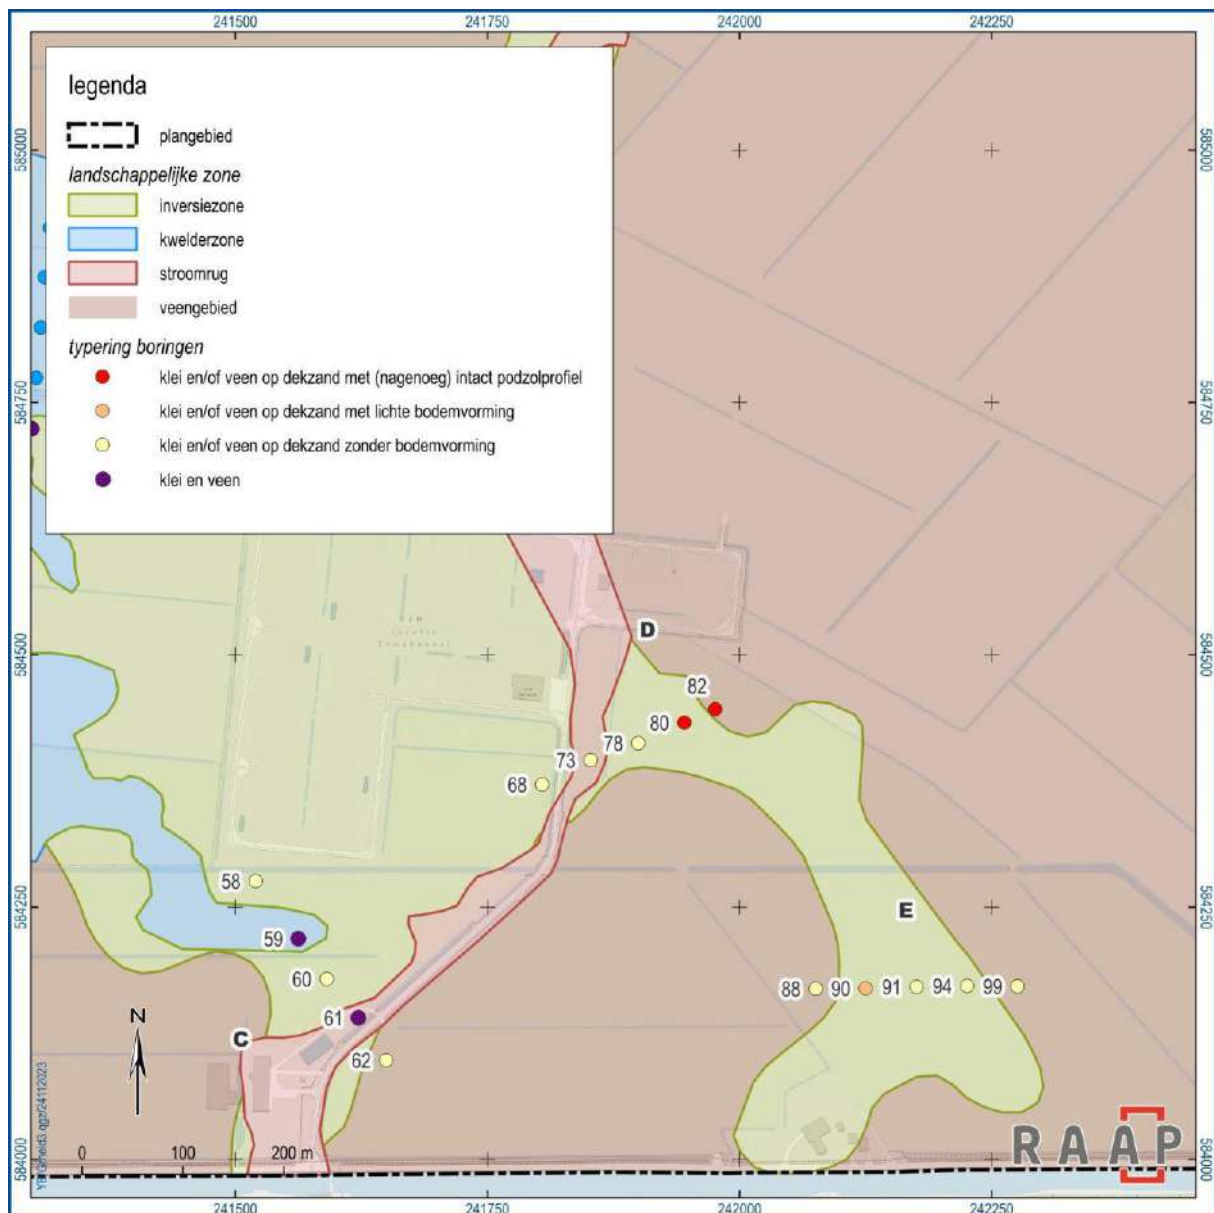 241500 241750 242000 242250
legenda
plangebied
585000 585000
landschappelijke zone
inversiezone
kwelderzone
stroomrug
veengebied
typering boringen
klei en/of veen op dekzand met (nagenoeg) intact podzolprofiel
584750 584750
klei en/of veen op dekzand met lichte bodemvorming
klei en/of veen op dekzand zonder bodemvorming
klei en veen
D
584500 584500
82
80
78
73
68
58
584250 584250
E
59
60
88 90 91 94 99
61
N
C
62
0 100 200 m
RAAP
584000 584000
241500 241750 242000 242250